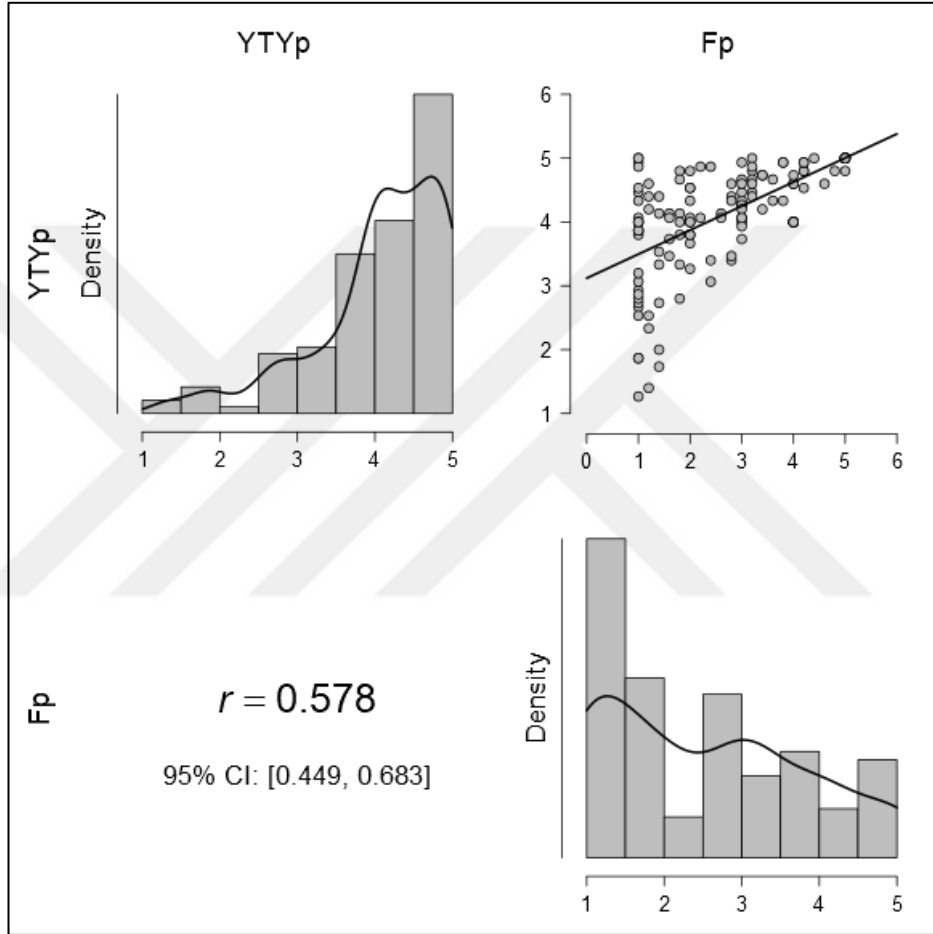 YTYp
Fp
YTYp
Density
1 2 3 4 5
6
5
4
3
2
1
0 1 2 3 4 5 6
Fp
r = 0.578
95% CI: [0.449, 0.683]
Density
1 2 3 4 5